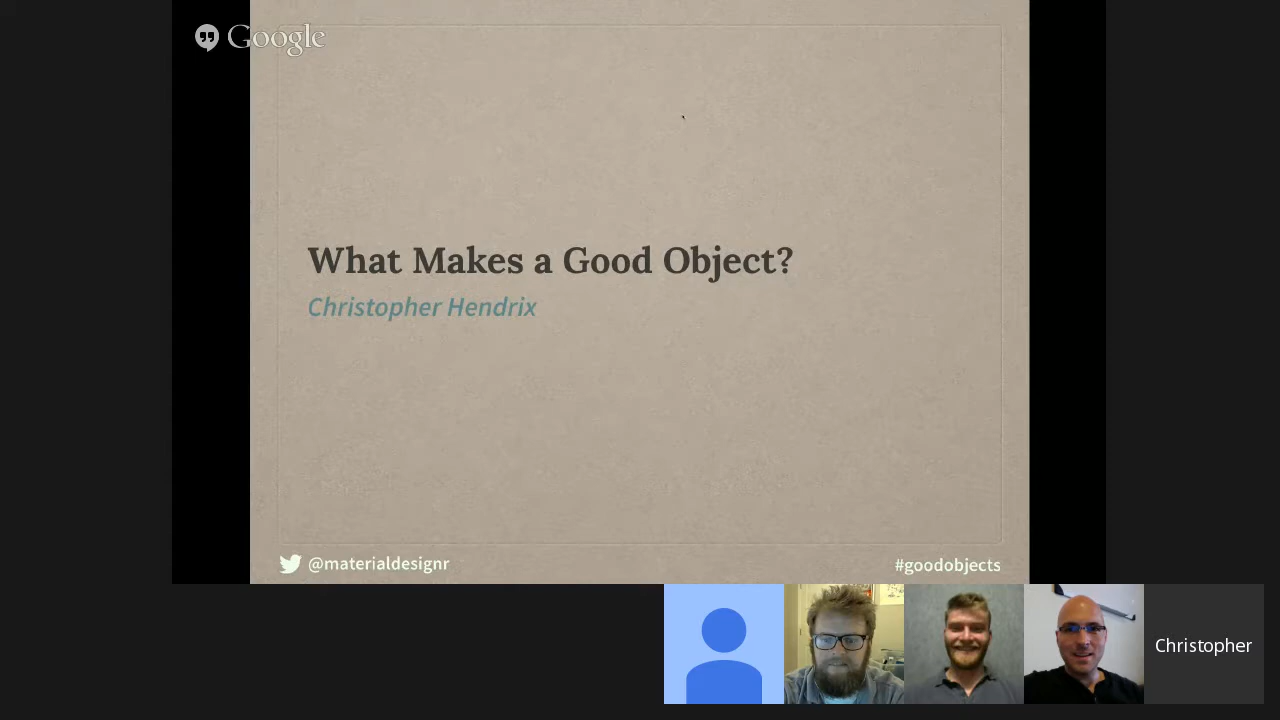 Google
What Makes a Good Object?
Christopher Hendrix
@materialdesignr
#goodobjects
Christopher